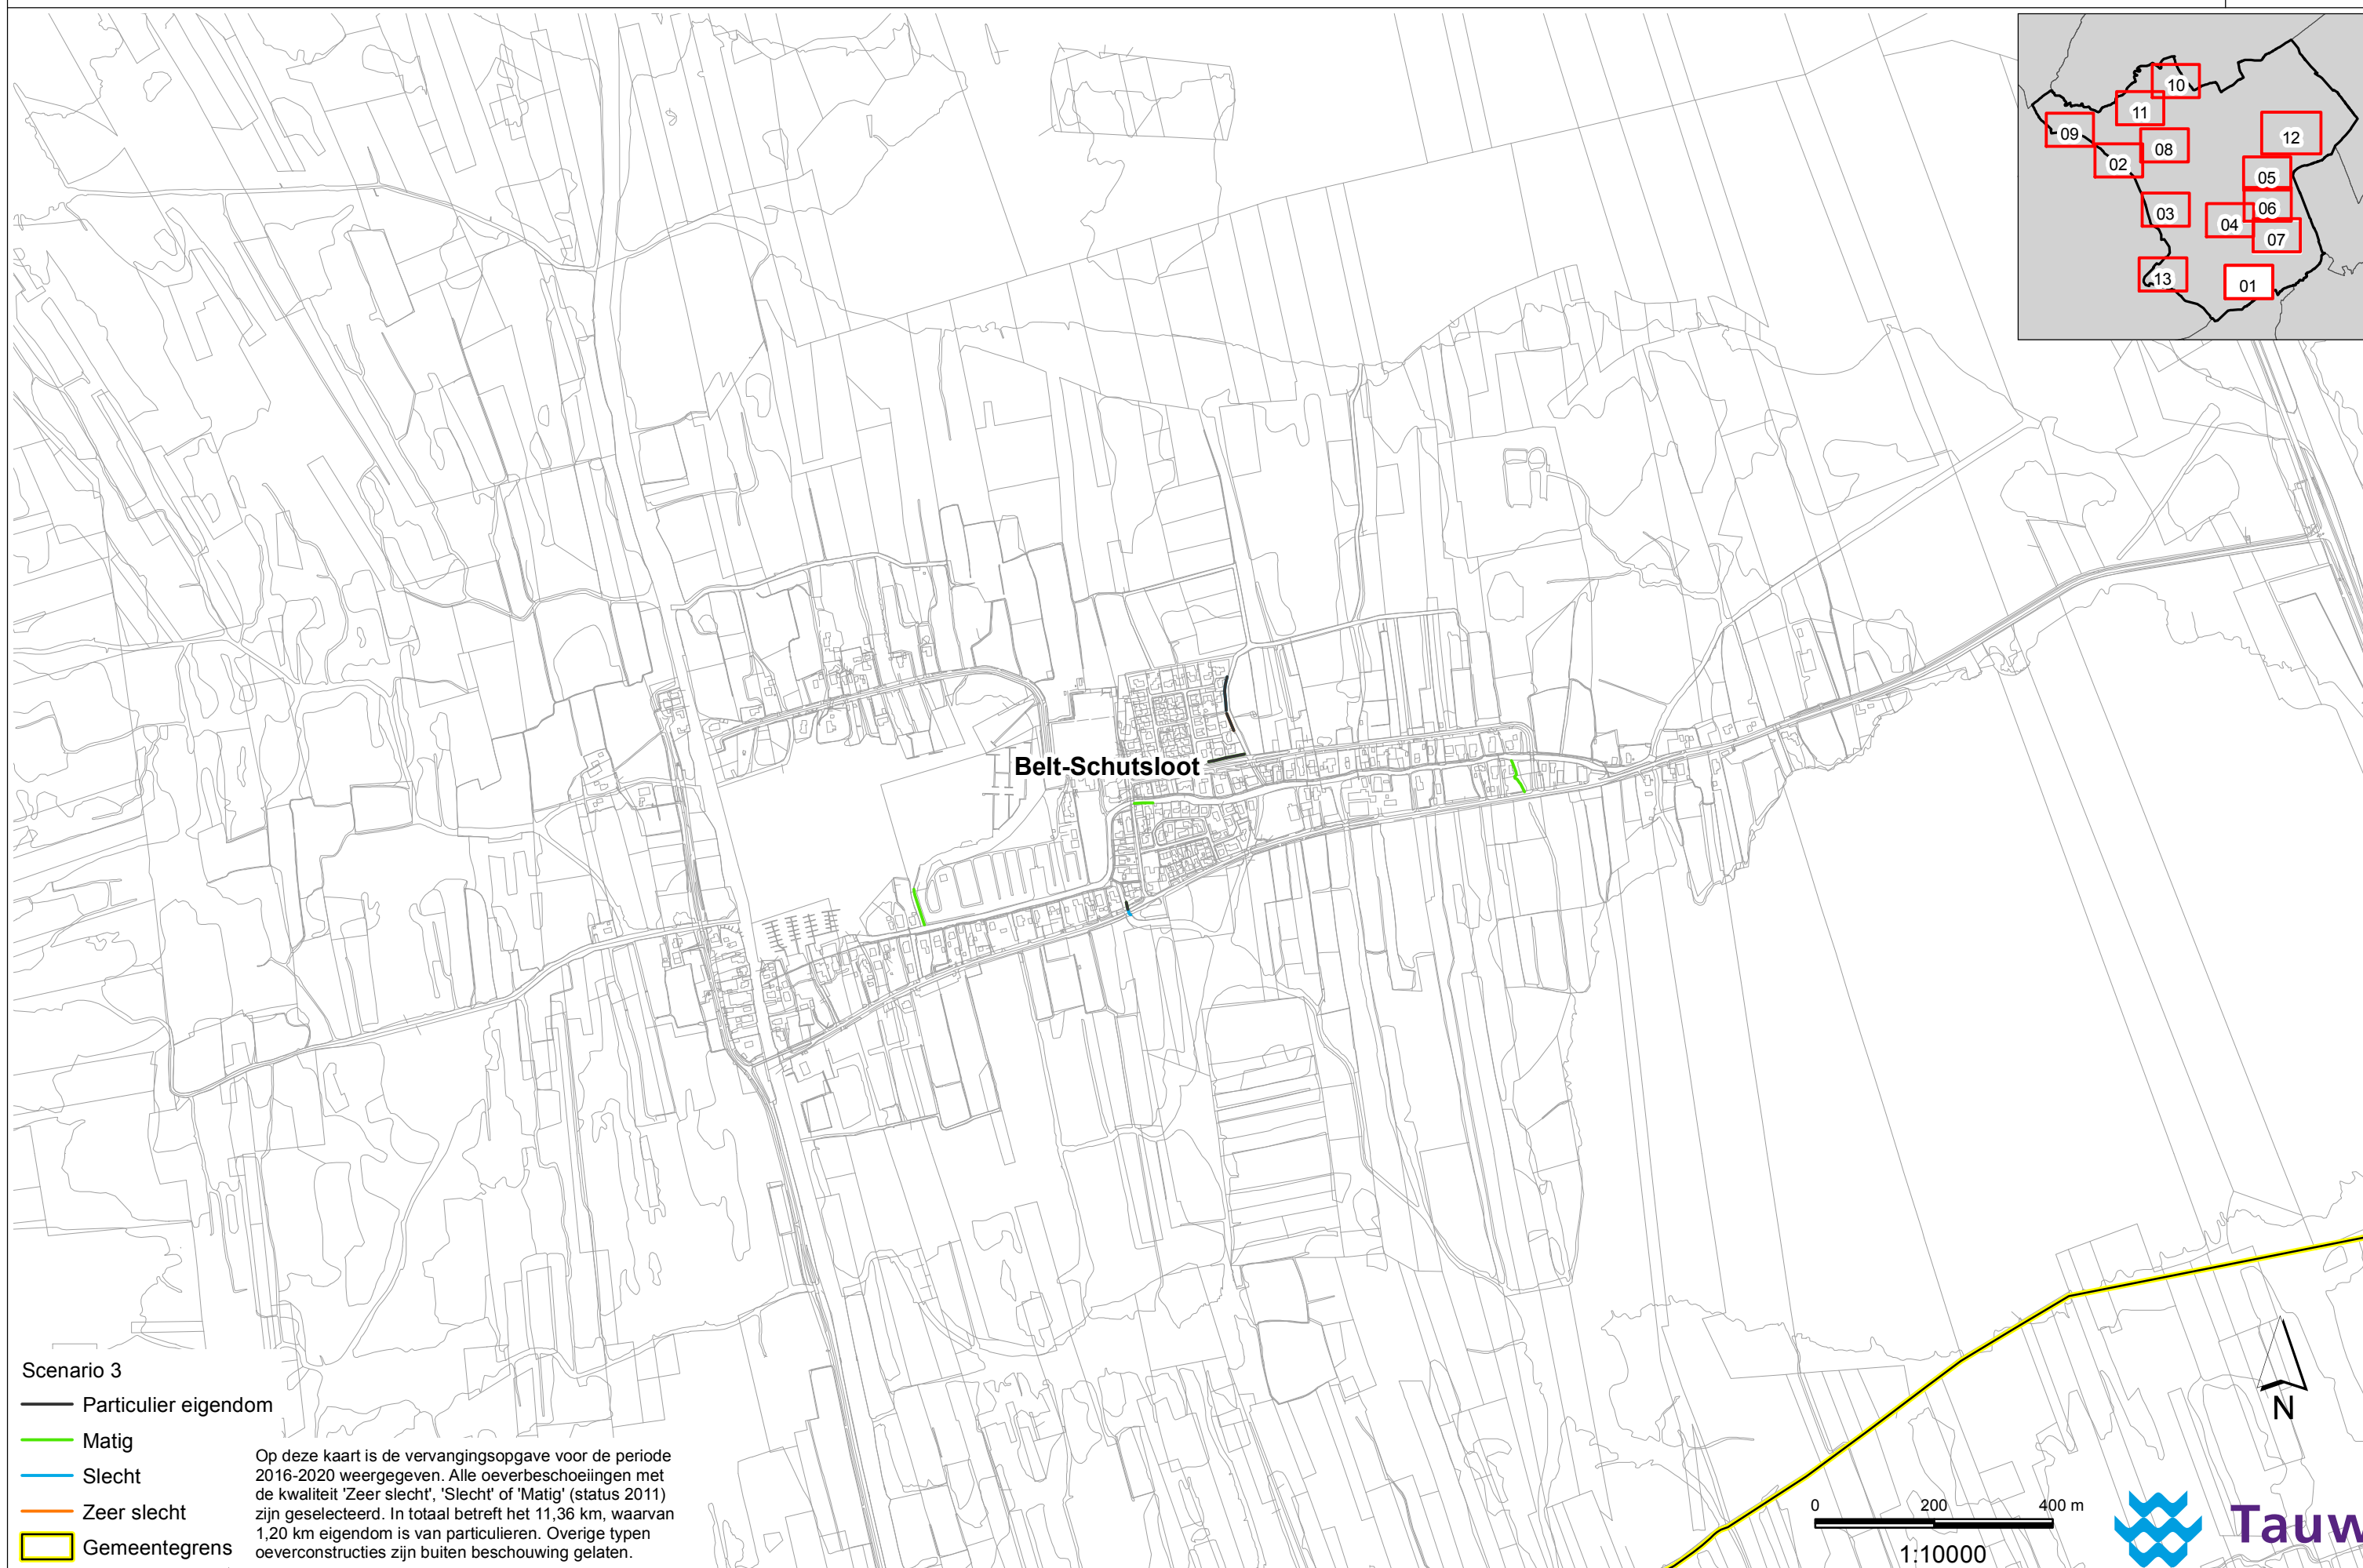 10
11
09
08
12
02
05
03
06
04
07
13
01
Belt-Schutsloot
Scenario 3
Particulier eigendom
Matig
Slecht
Zeer slecht
Gemeentegrens
Op deze kaart is de vervangingsopgave voor de periode
2016-2020 weergegeven. Alle oeverbeschoeiingen met
de kwaliteit 'Zeer slecht', 'Slecht' of 'Matig' (status 2011)
zijn geselecteerd. In totaal betreft het 11,36 km, waarvan
1,20 km eigendom is van particulieren. Overige typen
oeverconstructies zijn buiten beschouwing gelaten.
N
0 200 400 m
1:10000
Tauw